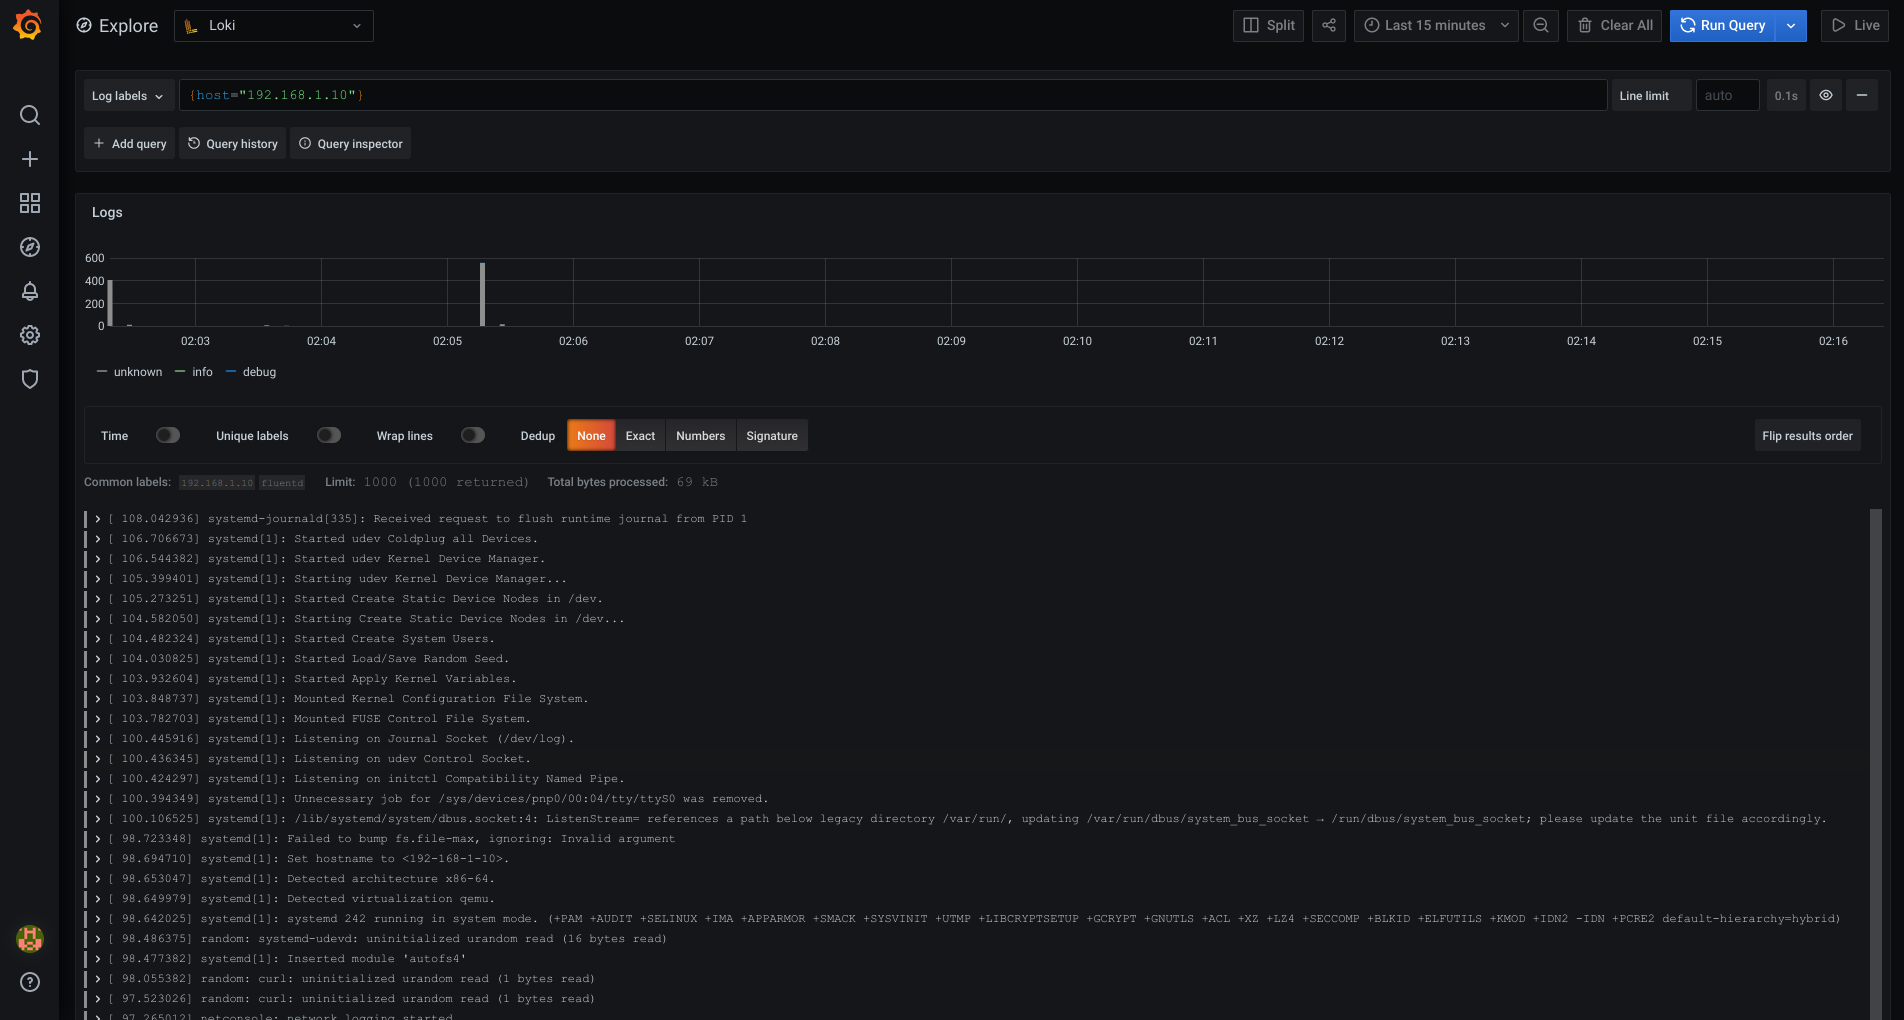 Explore
Loki
Split
Last 15 minutes
Clear All
Run Query
Live
Log labels
{host="192.168.1.10"}
Line limit
auto
0.1s
Add query
Query history
Query inspector
Logs
600
400
200
0
02:03 02:04 02:05 02:06 02:07 02:08 02:09 02:10 02:11 02:12 02:13 02:14 02:15 02:16
unknown info debug
Time Unique labels Wrap lines Dedup None Exact Numbers Signature Flip results order
Common labels: 192.168.1.10 fluentd Limit: 1000 (1000 returned) Total bytes processed: 69 kB
[ 108.042936] systemd-journald[335]: Received request to flush runtime journal from PID 1
[ 106.706673] systemd[1]: Started udev Coldplug all Devices.
[ 106.544382] systemd[1]: Started udev Kernel Device Manager.
[ 105.399401] systemd[1]: Starting udev Kernel Device Manager...
[ 105.273251] systemd[1]: Started Create Static Device Nodes in /dev.
[ 104.582050] systemd[1]: Starting Create Static Device Nodes in /dev...
[ 104.482324] systemd[1]: Started Create System Users.
[ 104.030825] systemd[1]: Started Load/Save Random Seed.
[ 103.932604] systemd[1]: Started Apply Kernel Variables.
[ 103.848737] systemd[1]: Mounted Kernel Configuration File System.
[ 103.782703] systemd[1]: Mounted FUSE Control File System.
[ 100.445916] systemd[1]: Listening on Journal Socket (/dev/log).
[ 100.436345] systemd[1]: Listening on udev Control Socket.
[ 100.424297] systemd[1]: Listening on initctl Compatibility Named Pipe.
[ 100.394349] systemd[1]: Unnecessary job for /sys/devices/pnp0/00:04/tty/ttyS0 was removed.
[ 100.106525] systemd[1]: /lib/systemd/system/dbus.socket:4: ListenStream= references a path below legacy directory /var/run/, updating /var/run/dbus/system_bus_socket → /run/dbus/system_bus_socket; please update the unit file accordingly.
[ 98.723348] systemd[1]: Failed to bump fs.file-max, ignoring: Invalid argument
[ 98.694710] systemd[1]: Set hostname to <192-168-1-10>.
[ 98.653047] systemd[1]: Detected architecture x86-64.
[ 98.649979] systemd[1]: Detected virtualization qemu.
[ 98.642025] systemd[1]: systemd 242 running in system mode. (+PAM +AUDIT +SELINUX +IMA +APPARMOR +SMACK +SYSVINIT +UTMP +LIBCRYPTSETUP +GCRYPT +GNUTLS +ACL +XZ +LZ4 +SECCOMP +BLKID +ELFUTILS +KMOD +IDN2 -IDN +PCRE2 default-hierarchy=hybrid)
[ 98.486375] random: systemd-udevd: uninitialized urandom read (16 bytes read)
[ 98.477382] systemd[1]: Inserted module 'autofs4'
[ 98.055382] random: curl: uninitialized urandom read (1 bytes read)
[ 97.523026] random: curl: uninitialized urandom read (1 bytes read)
[ 97.265012] netconsole: network logging started